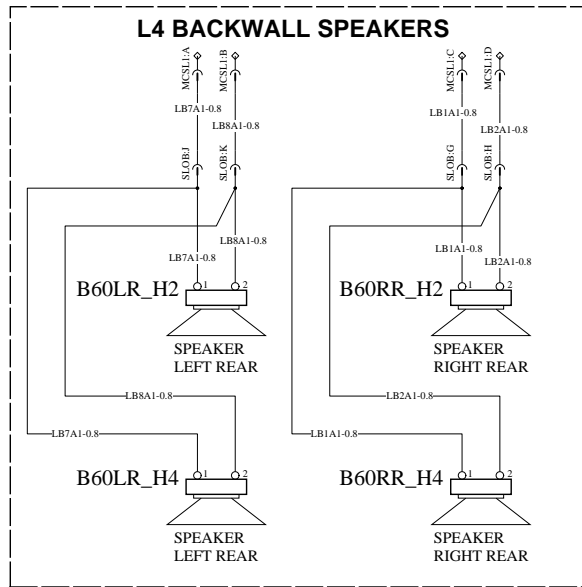 L4 BACKWALL SPEAKERS
MCSL1:A
MCSL1:B
MCSL1:C
MCSL1:D
LB7A1-0.8
LB8A1-0.8
LB1A1-0.8
LB2A1-0.8
SLOB:J
SLOB:K
SLOB:G
SLOB:H
LB7A1-0.8
LB8A1-0.8
LB1A1-0.8
LB2A1-0.8
B60LR_H2
1
2
B60RR_H2
1
2
SPEAKER
LEFT REAR
SPEAKER
RIGHT REAR
LB8A1-0.8
LB2A1-0.8
LB7A1-0.8
LB1A1-0.8
B60LR_H4
1
2
B60RR_H4
1
2
SPEAKER
LEFT REAR
SPEAKER
RIGHT REAR